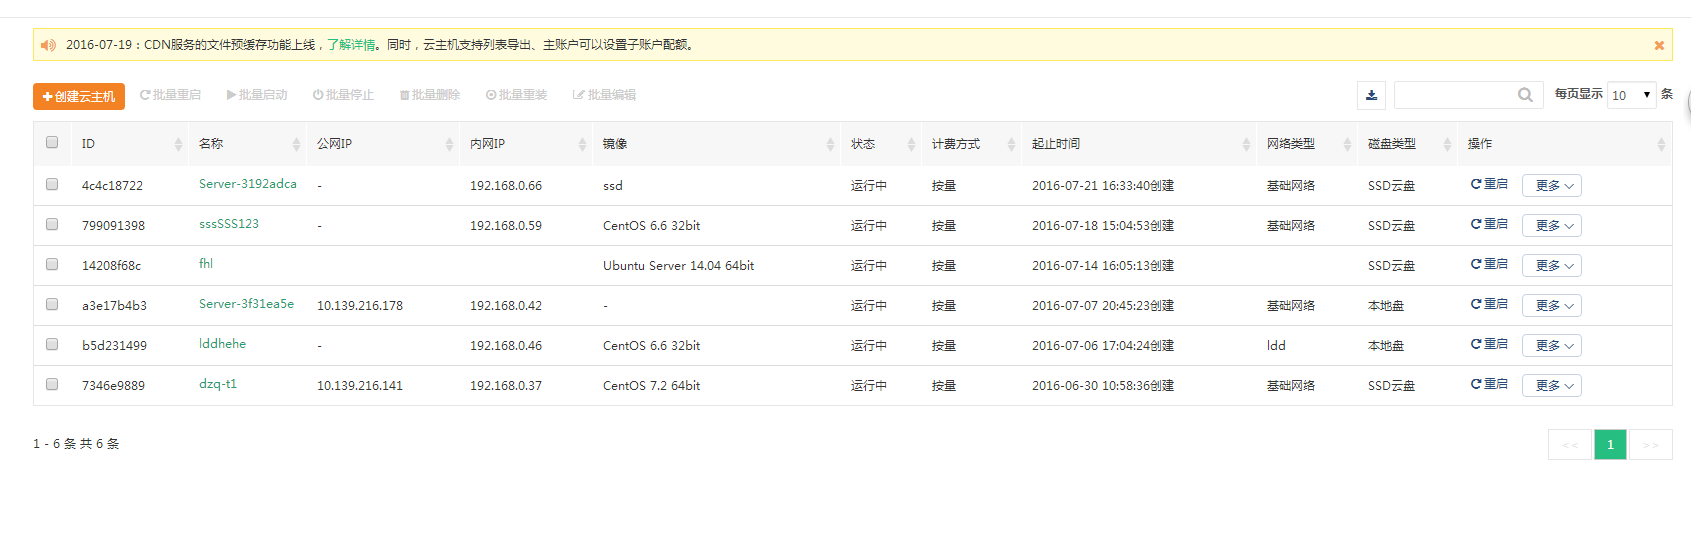 2016-07-19：CDN服务的文件预缓存功能上线，了解详情。同时，云主机支持列表导出、主账户可以设置子账户配额。
创建云主机 批量重启 批量启动 批量停止 批量删除 批量重装 批量编辑 每页显示 10 条
ID 名称 公网IP 内网IP 镜像 状态 计费方式 起止时间 网络类型 磁盘类型 操作
4c4c18722 Server-3192adca - 192.168.0.66 ssd 运行中 按量 2016-07-21 16:33:40创建 基础网络 SSD云盘 重启 更多
799091398 sssSSS123 - 192.168.0.59 CentOS 6.6 32bit 运行中 按量 2016-07-18 15:04:53创建 基础网络 SSD云盘 重启 更多
14208f68c fhl Ubuntu Server 14.04 64bit 运行中 按量 2016-07-14 16:05:13创建 SSD云盘 重启 更多
a3e17b4b3 Server-3f31ea5e 10.139.216.178 192.168.0.42 - 运行中 按量 2016-07-07 20:45:23创建 基础网络 本地盘 重启 更多
b5d231499 lddhehe - 192.168.0.46 CentOS 6.6 32bit 运行中 按量 2016-07-06 17:04:24创建 ldd 本地盘 重启 更多
7346e9889 dzq-t1 10.139.216.141 192.168.0.37 CentOS 7.2 64bit 运行中 按量 2016-06-30 10:58:36创建 基础网络 SSD云盘 重启 更多
1 - 6 条 共 6 条 << 1 >>